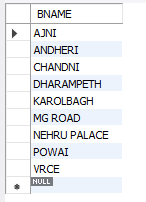 BNAME
AJNI
ANDHERI
CHANDNI
DHARAMPETH
KAROLBAGH
MG ROAD
NEHRU PALACE
POWAI
VRCE
NULL